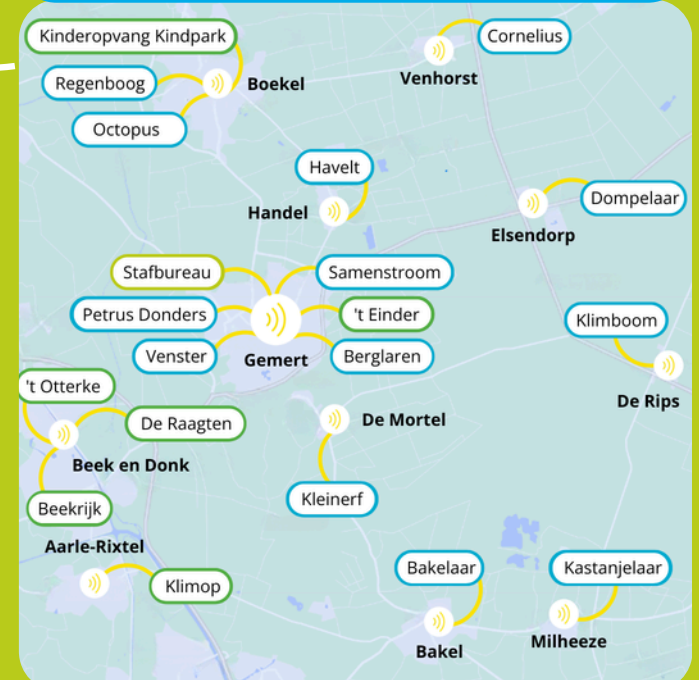 Kinderopvang Kindpark
Cornelius
Regenboog
Boekel
Venhorst
Octopus
Havelt
Dompelaar
Handel
Elsendorp
Stafbureau
Samenstroom
Petrus Donders
't Einder
Klimboom
Venster
Gemert
Berglaren
't Otterke
De Rips
De Raagten
De Mortel
Beek en Donk
Kleinerf
Beekrijk
Aarle-Rixtel
Bakelaar
Kastanjelaar
Klimop
Milheeze
Bakel